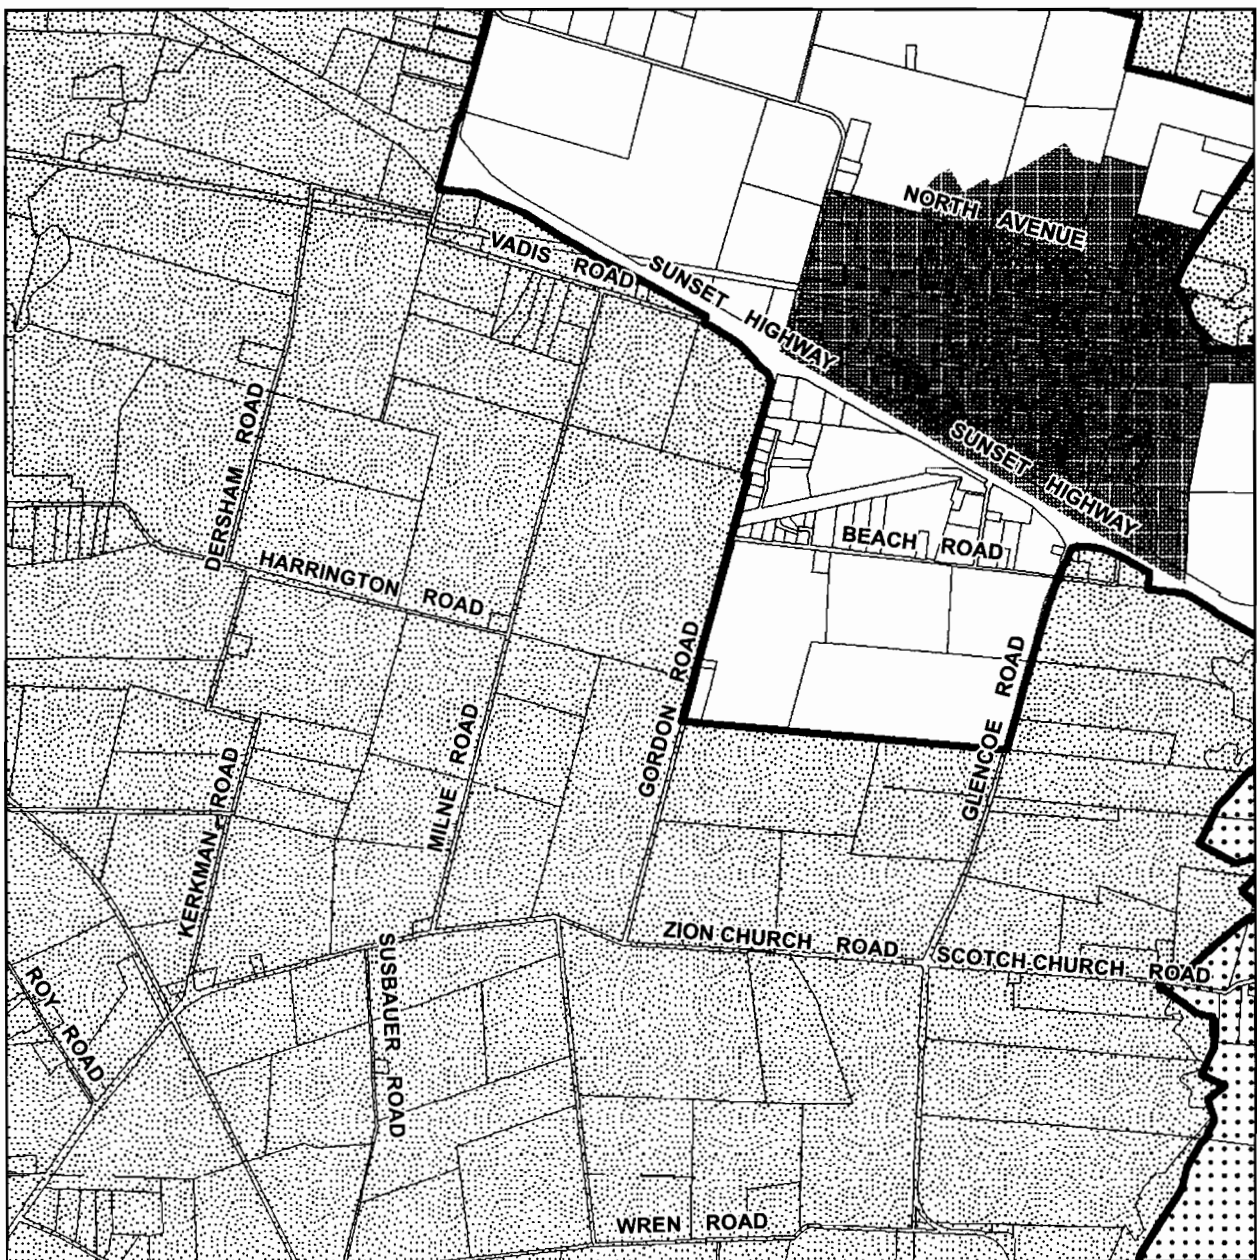 NORTH AVENUE
VADIS ROAD
SUNSET HIGHWAY
SUNSET HIGHWAY
DERSHAM ROAD
BEACH ROAD
HARRINGTON ROAD
GORDON ROAD
GLENCOE ROAD
MILNE ROAD
KERKMAN ROAD
ZION CHURCH ROAD
SCOTCH CHURCH ROAD
SUSBAUER ROAD
ROY ROAD
WREN ROAD